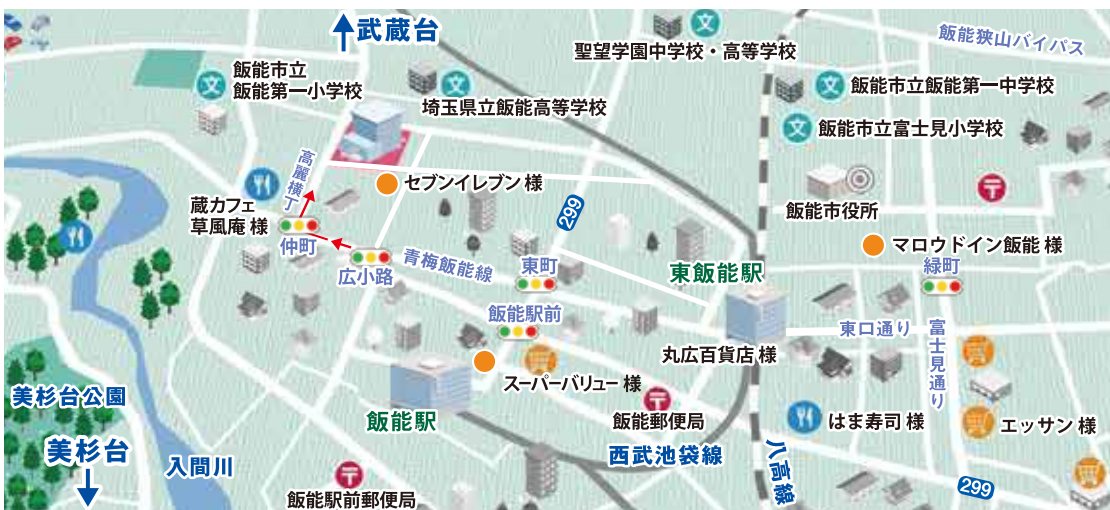 武蔵台
文
聖望学園中学校・高等学校
飯能狭山バイパス
飯能市立
飯能第一小学校
文
文
埼玉県立飯能高等学校
文
飯能市立飯能第一中学校
文
飯能市立富士見小学校
高麗横丁
セブンイレブン 様
蔵カフェ
草風庵 様
299
飯能市役所
仲町
広小路
青梅飯能線
東町
東飯能駅
マロウドイン飯能 様
緑町
飯能駅前
丸広百貨店 様
東口通り
富士見通り
スーパーバリュー 様
美杉台公園
飯能駅
飯能郵便局
はま寿司 様
エッサン 様
美杉台
入間川
西武池袋線
八高線
299
飯能駅前郵便局